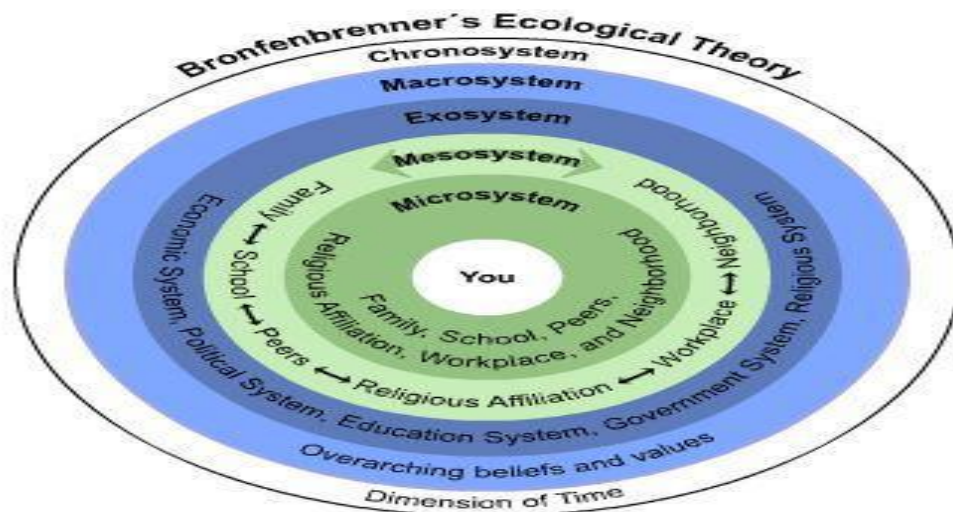 Bronfenbrenner´s Ecological Theory
Chronosystem
Macrosystem
Exosystem
Mesosystem
Microsystem
You
Family, School, Peers,
Religious Affiliation, Workplace, and Neighborhood
Family ↔ School ↔ Peers ↔ Religious Affiliation ↔ Workplace ↔ Neighborhood
Economic System, Political System, Education System, Government System, Religious System
Overarching beliefs and values
Dimension of Time